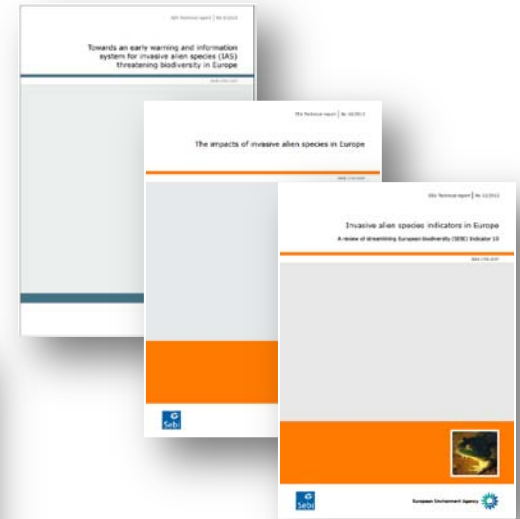 EEA Technical report | No 5/2010
Towards an early warning and information
system for invasive alien species (IAS)
threatening biodiversity in Europe
EEA Technical report | No 16/2012
The impacts of invasive alien species in Europe
EEA Technical report | No 15/2012
Invasive alien species indicators in Europe
A review of streamlining European biodiversity (SEBI) Indicator 10
Sebi
Sebi
European Environment Agency